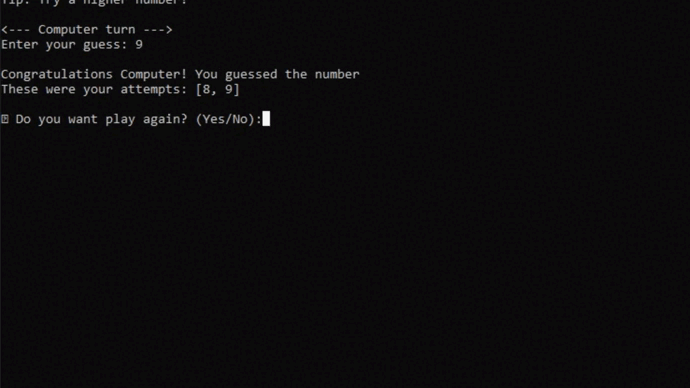 Tip: Try a higher number!
<--- Computer turn --->
Enter your guess: 9
Congratulations Computer! You guessed the number
These were your attempts: [8, 9]
Do you want play again? (Yes/No):